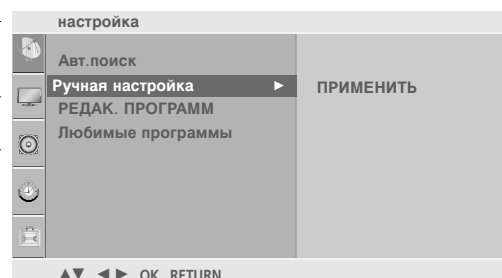 настройка
Авт.поиск
Ручная настройка ► ПРИМЕНИТЬ
РЕДАК. ПРОГРАММ
Любимые программы
▲▼ ◄ ► OK RETURN